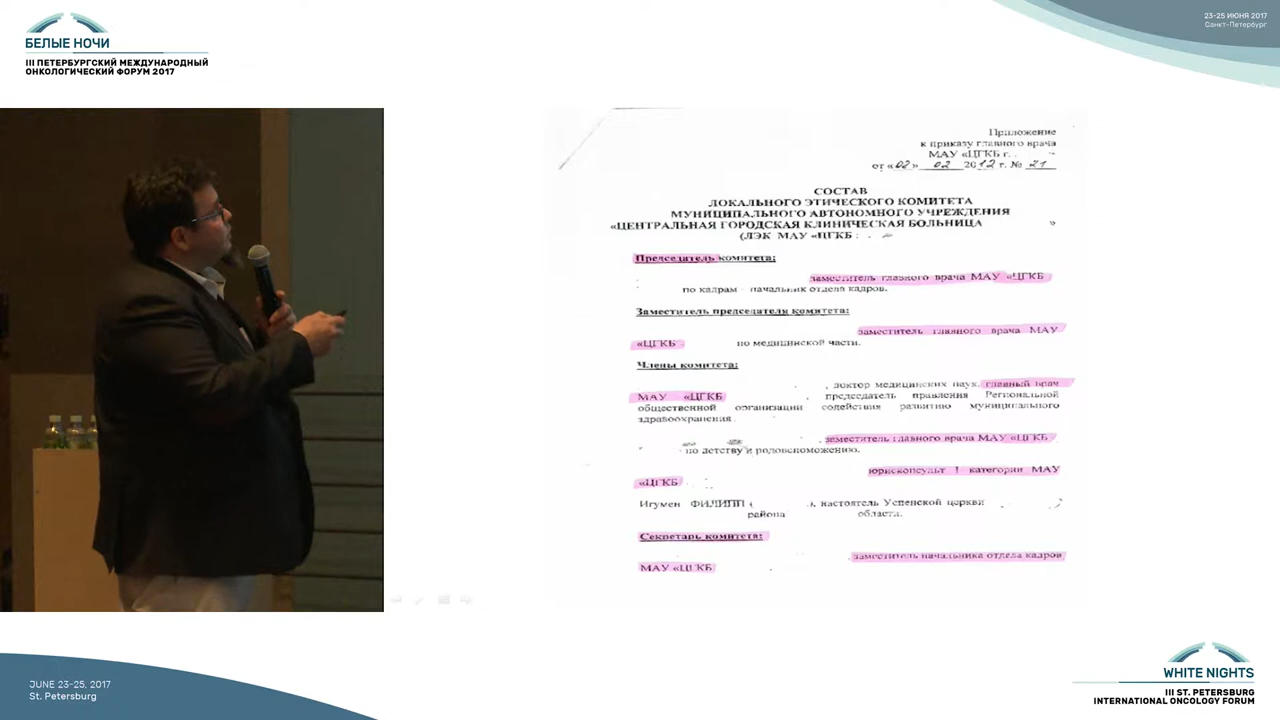 БЕЛЫЕ НОЧИ
III ПЕТЕРБУРГСКИЙ МЕЖДУНАРОДНЫЙ
ОНКОЛОГИЧЕСКИЙ ФОРУМ 2017
23-25 ИЮНЯ 2017
Санкт-Петербург
Приложение
к приказу главного врача
МАУ «ЦГКБ г.
от «02» 02 2012 г. № 21
СОСТАВ
ЛОКАЛЬНОГО ЭТИЧЕСКОГО КОМИТЕТА
МУНИЦИПАЛЬНОГО АВТОНОМНОГО УЧРЕЖДЕНИЯ
«ЦЕНТРАЛЬНАЯ ГОРОДСКАЯ КЛИНИЧЕСКАЯ БОЛЬНИЦА »
(ЛЭК МАУ «ЦГКБ
Председатель комитета:
заместитель главного врача МАУ «ЦГКБ
по кадрам - начальник отдела кадров.
Заместитель председателя комитета:
заместитель главного врача МАУ
«ЦГКБ по медицинской части.
Члены комитета:
, доктор медицинских наук, главный врач
МАУ «ЦГКБ , председатель правления Региональной
общественной организации содействия развитию муниципального
здравоохранения
, заместитель главного врача МАУ «ЦГКБ
по детству и родовспоможению.
юрисконсульт I категории МАУ
«ЦГКБ
Игумен ФИЛИПП ( ), настоятель Успенской церкви
района области.
Секретарь комитета:
, заместитель начальника отдела кадров
МАУ «ЦГКБ
JUNE 23-25, 2017
St. Petersburg
WHITE NIGHTS
III ST. PETERSBURG
INTERNATIONAL ONCOLOGY FORUM